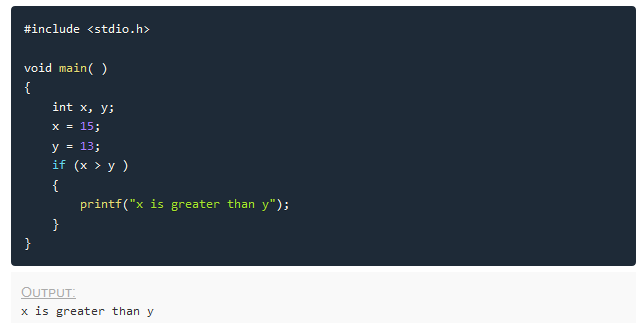 #include <stdio.h>
void main( )
{
int x, y;
x = 15;
y = 13;
if (x > y )
{
printf("x is greater than y");
}
}
OUTPUT:
x is greater than y